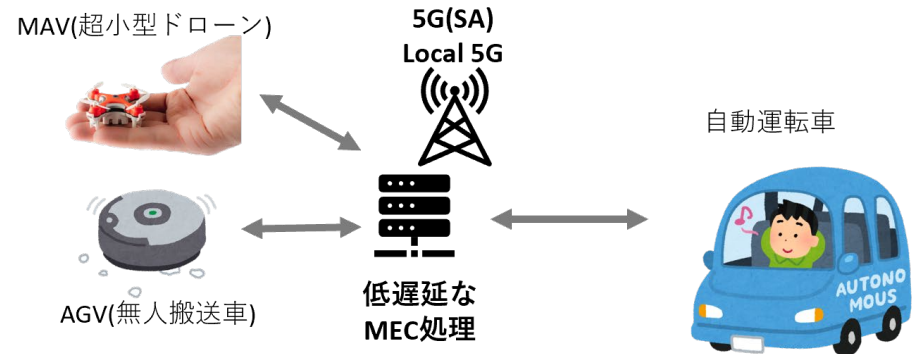 MAV(超小型ドローン)
5G(SA)
Local 5G
自動運転車
AUTONO
MOUS
AGV(無人搬送車)
低遅延な
MEC処理